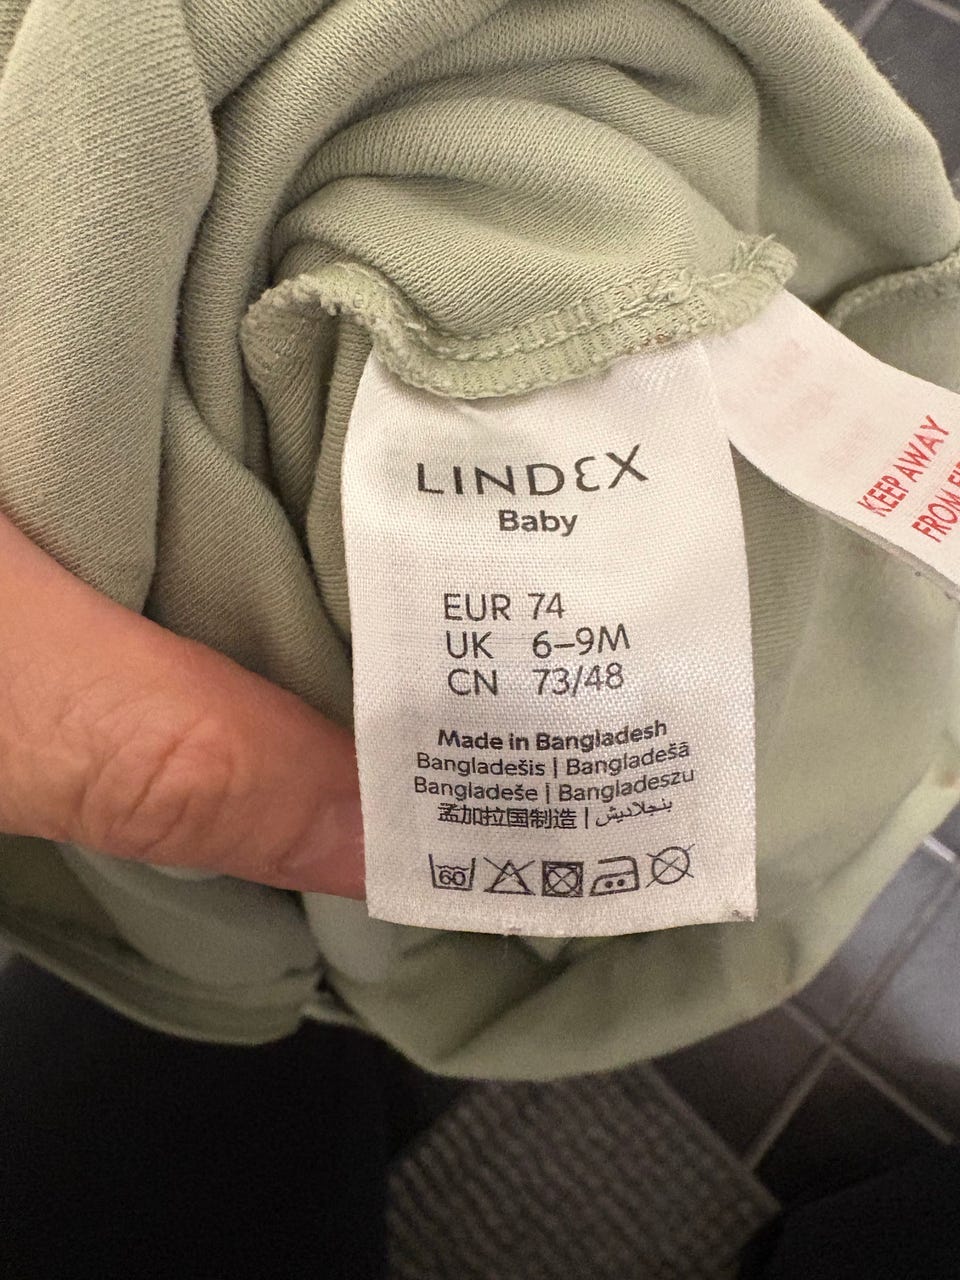 LINDEX
Baby
EUR 74
UK 6–9M
CN 73/48
Made in Bangladesh
Bangladešis | Bangladešā
Bangladeše | Bangladeszu
孟加拉国制造 | بنجلاديش
60
KEEP AWAY
FROM